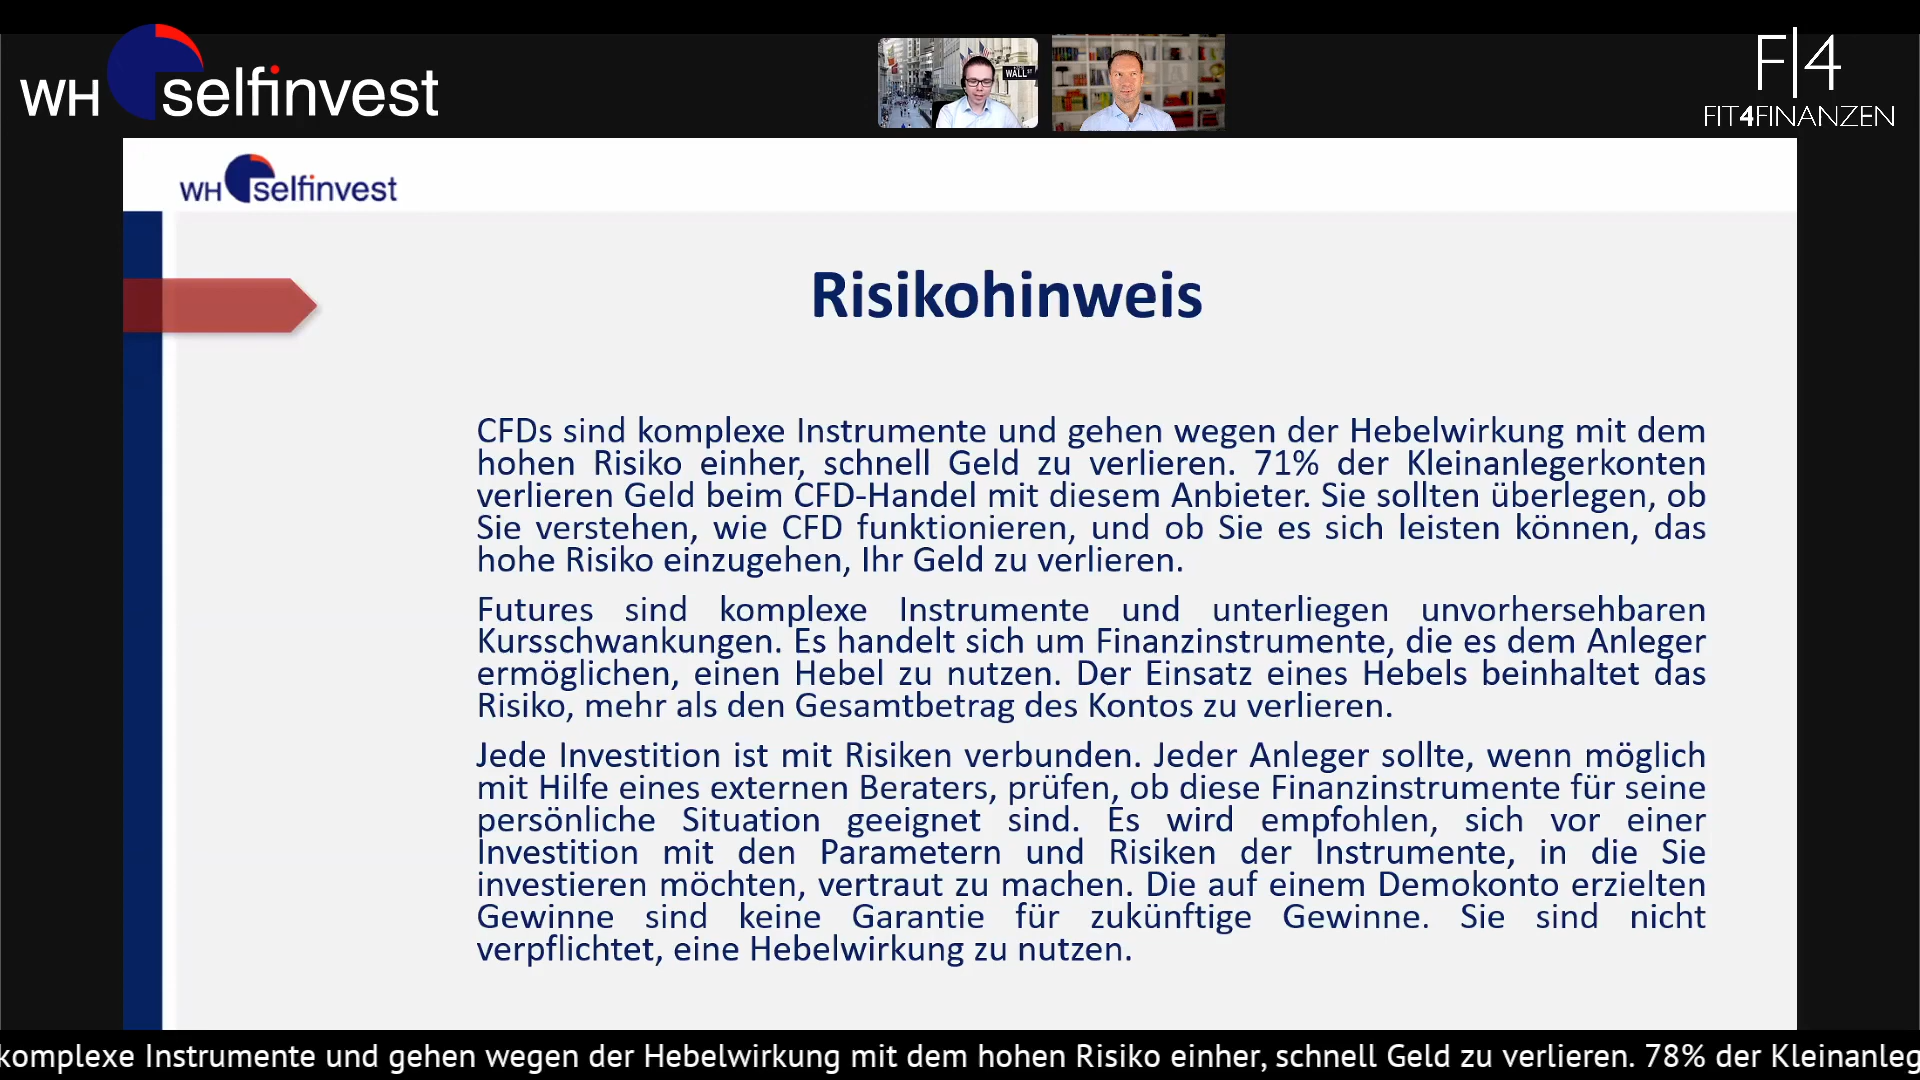 WH selfinvest
WALL ST
F|4
FIT4FINANZEN
WH selfinvest
Risikohinweis
CFDs sind komplexe Instrumente und gehen wegen der Hebelwirkung mit dem
hohen Risiko einher, schnell Geld zu verlieren. 71% der Kleinanlegerkonten
verlieren Geld beim CFD-Handel mit diesem Anbieter. Sie sollten überlegen, ob
Sie verstehen, wie CFD funktionieren, und ob Sie es sich leisten können, das
hohe Risiko einzugehen, Ihr Geld zu verlieren.
Futures sind komplexe Instrumente und unterliegen unvorhersehbaren
Kursschwankungen. Es handelt sich um Finanzinstrumente, die es dem Anleger
ermöglichen, einen Hebel zu nutzen. Der Einsatz eines Hebels beinhaltet das
Risiko, mehr als den Gesamtbetrag des Kontos zu verlieren.
Jede Investition ist mit Risiken verbunden. Jeder Anleger sollte, wenn möglich
mit Hilfe eines externen Beraters, prüfen, ob diese Finanzinstrumente für seine
persönliche Situation geeignet sind. Es wird empfohlen, sich vor einer
Investition mit den Parametern und Risiken der Instrumente, in die Sie
investieren möchten, vertraut zu machen. Die auf einem Demokonto erzielten
Gewinne sind keine Garantie für zukünftige Gewinne. Sie sind nicht
verpflichtet, eine Hebelwirkung zu nutzen.
komplexe Instrumente und gehen wegen der Hebelwirkung mit dem hohen Risiko einher, schnell Geld zu verlieren. 78% der Kleinanleg